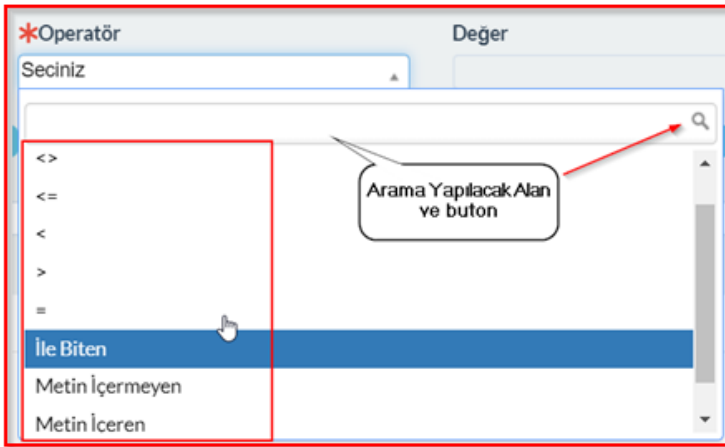 *Operatör
Değer
Seciniz
Arama Yapılacak Alan
ve buton
<>
<=
<
>
=
İle Biten
Metin İçermeyen
Metin İçeren